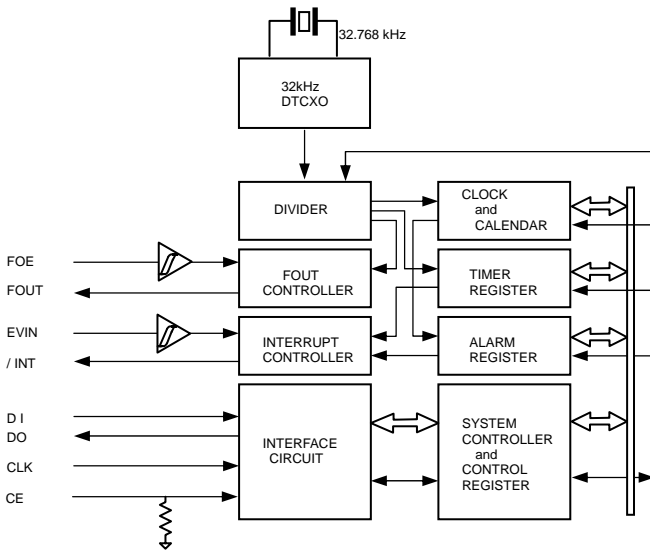 32.768 kHz
32kHz
DTCXO
DIVIDER
CLOCK
and
CALENDAR
FOE
FOUT
FOUT
CONTROLLER
TIMER
REGISTER
EVIN
/ INT
INTERRUPT
CONTROLLER
ALARM
REGISTER
D I
DO
CLK
CE
INTERFACE
CIRCUIT
SYSTEM
CONTROLLER
and
CONTROL
REGISTER